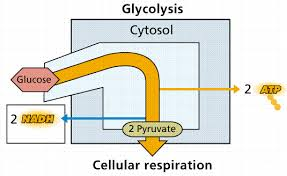 Glycolysis
Cytosol
Glucose
2 ATP
2 NADH
2 Pyruvate
Cellular respiration